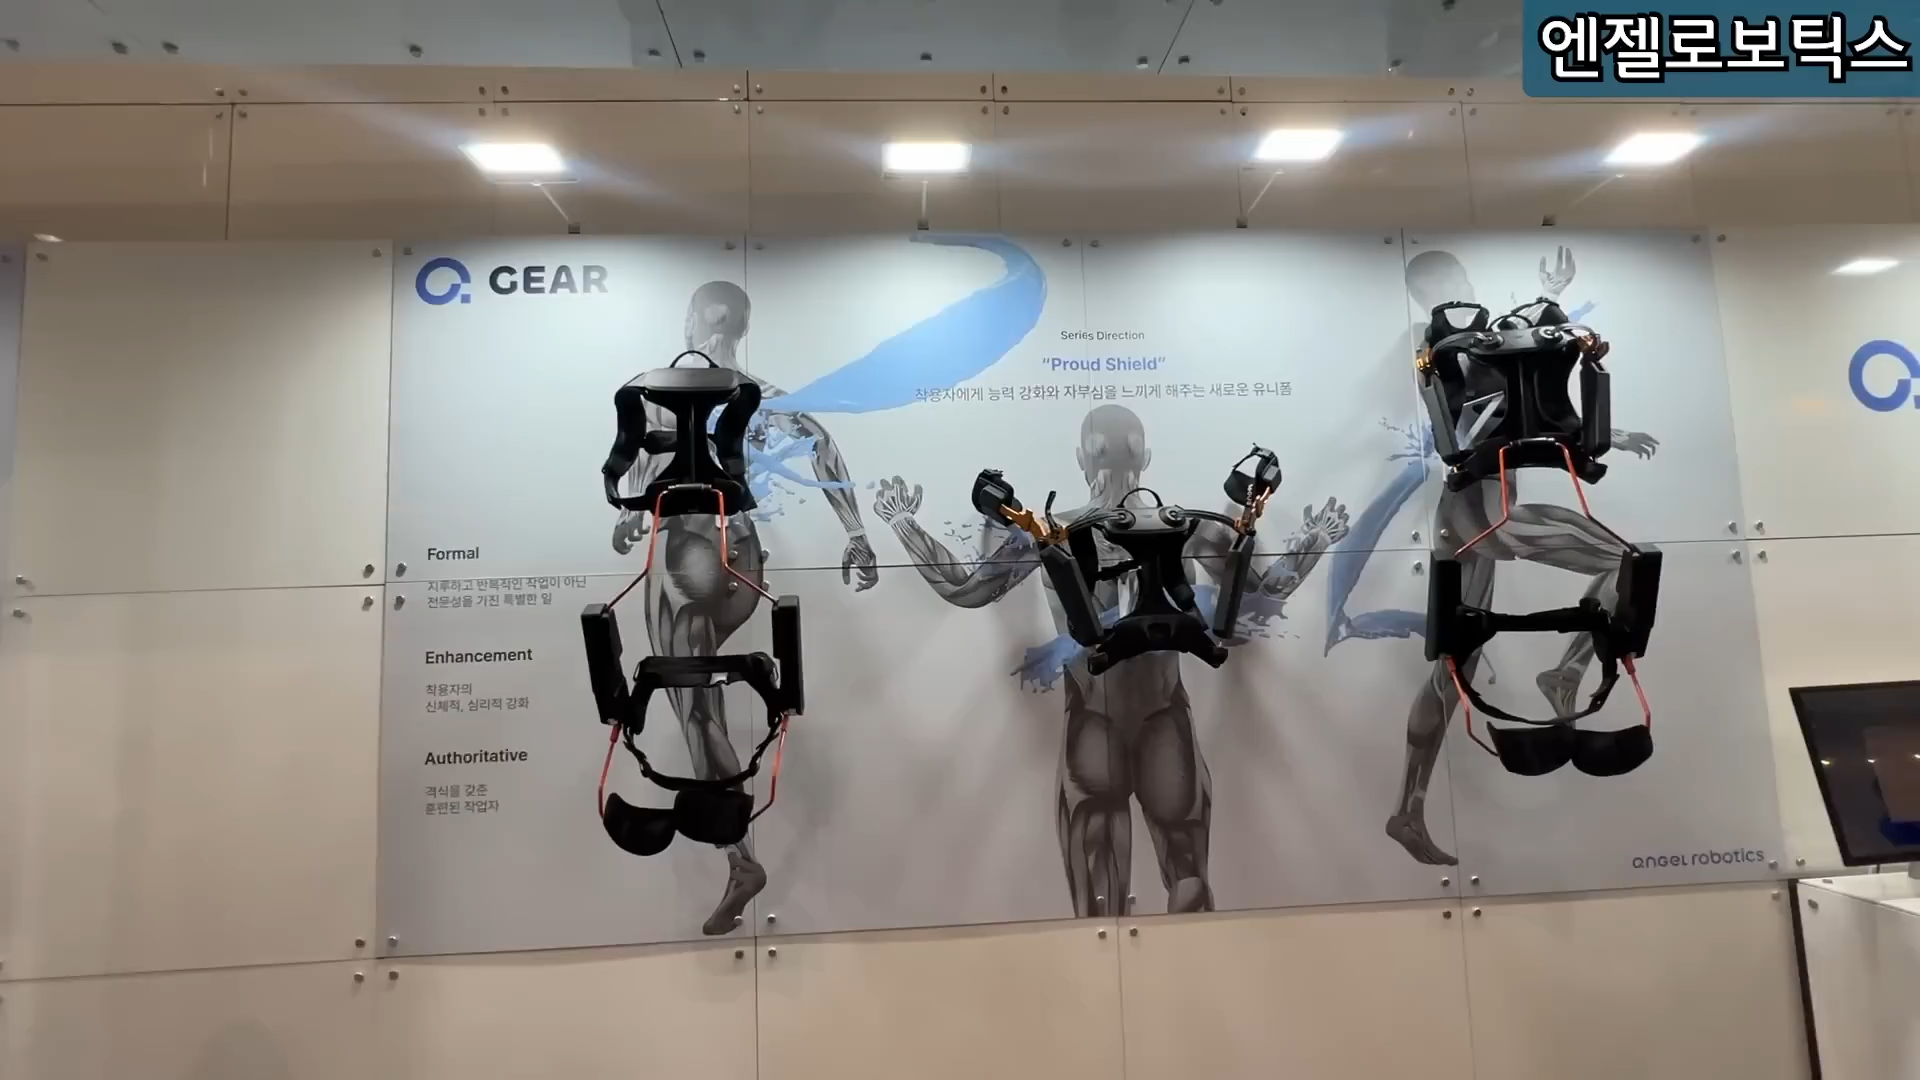 엔젤로보틱스
GEAR
Series Direction
"Proud Shield"
착용자에게 능력 강화와 자부심을 느끼게 해주는 새로운 유니폼
Formal
지루하고 반복적인 작업이 아닌
전문성을 가진 특별한 일
Enhancement
착용자의
신체적, 심리적 강화
Authoritative
격식을 갖춘
훈련된 작업자
angel robotics